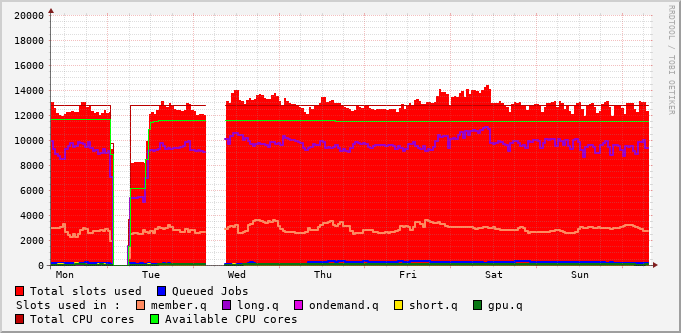 20000
18000
16000
14000
12000
10000
8000
6000
4000
2000
0
Mon Tue Wed Thu Fri Sat Sun
Total slots used Queued Jobs
Slots used in : member.q long.q ondemand.q short.q gpu.q
Total CPU cores Available CPU cores
RRDTOOL / TOBI OETIKER